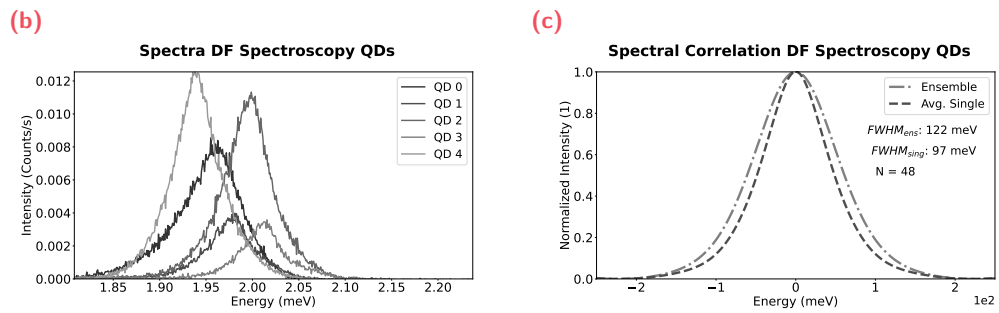 (b)
Spectra DF Spectroscopy QDs
Intensity (Counts/s)
0.012
0.010
0.008
0.006
0.004
0.002
0.000
QD 0
QD 1
QD 2
QD 3
QD 4
1.85 1.90 1.95 2.00 2.05 2.10 2.15 2.20
Energy (meV)
(c)
Spectral Correlation DF Spectroscopy QDs
Normalized Intensity (1)
1.0
0.8
0.6
0.4
0.2
0.0
Ensemble
Avg. Single
FWHMens: 122 meV
FWHMsing: 97 meV
N = 48
−2 −1 0 1 2
Energy (meV)
1e2